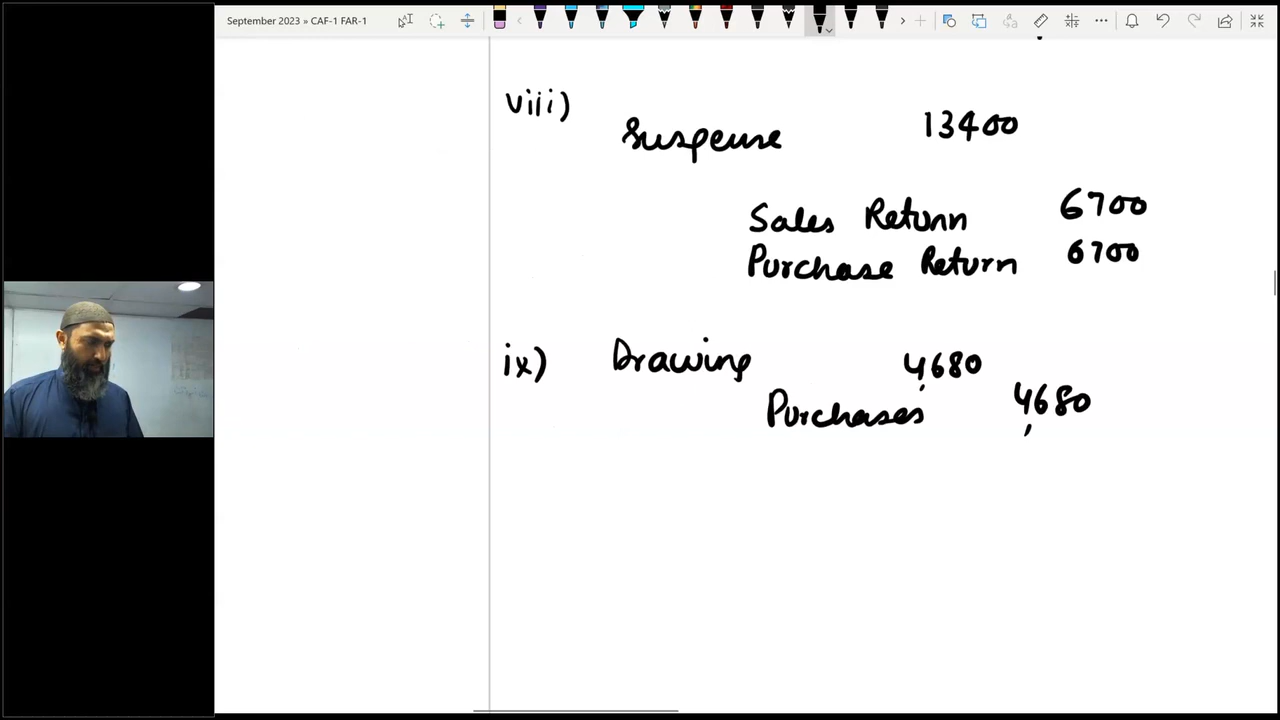 September 2023 » CAF-1 FAR-1
viii)
Suspense 13400
Sales Return 6700
Purchase Return 6700
ix) Drawing 4680
Purchases 4680